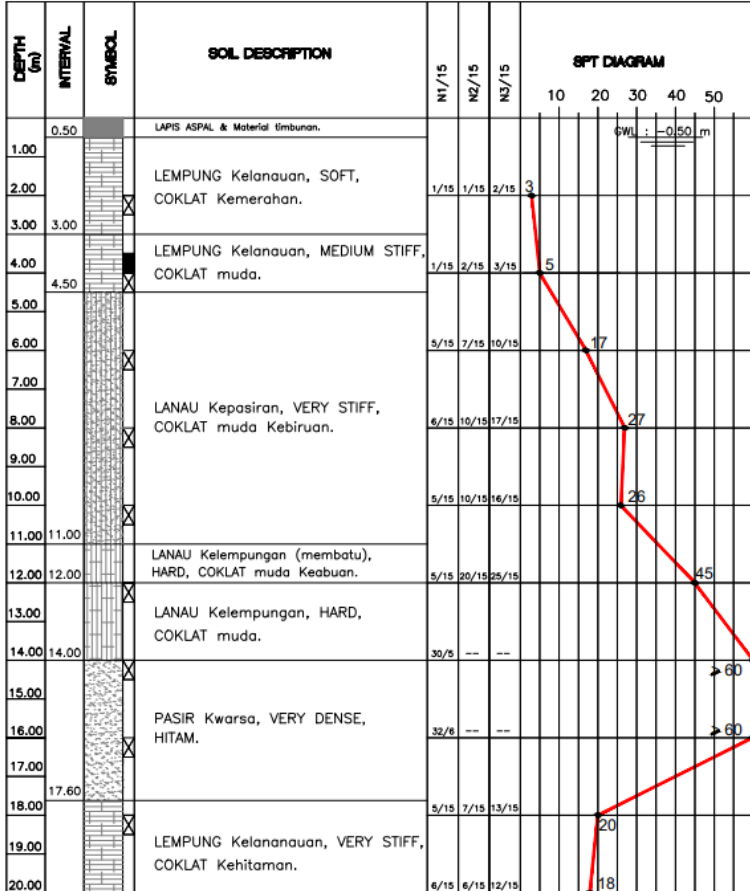 DEPTH (m)
INTERVAL
SYMBOL
SOIL DESCRIPTION
N1/15
N2/15
N3/15
SPT DIAGRAM
10 20 30 40 50
0.50
LAPIS ASPAL & Material timbunan.
GWL : -0.50 m
1.00
LEMPUNG Kelanauan, SOFT,
COKLAT Kemerahan.
2.00
1/15 1/15 2/15
3
3.00
3.00
LEMPUNG Kelanauan, MEDIUM STIFF,
COKLAT muda.
4.00
1/15 2/15 3/15
5
4.50
5.00
6.00
5/15 7/15 10/15
17
7.00
LANAU Kepasiran, VERY STIFF,
COKLAT muda Kebiruan.
8.00
6/15 10/15 17/15
27
9.00
10.00
5/15 10/15 16/15
26
11.00
11.00
LANAU Kelempungan (membatu),
HARD, COKLAT muda Keabuan.
12.00
12.00
5/15 20/15 25/15
45
13.00
LANAU Kelempungan, HARD,
COKLAT muda.
14.00
14.00
30/5 -- --
> 60
15.00
PASIR Kwarsa, VERY DENSE,
HITAM.
16.00
32/6 -- --
> 60
17.00
17.60
18.00
5/15 7/15 13/15
20
19.00
LEMPUNG Kelananauan, VERY STIFF,
COKLAT Kehitaman.
20.00
6/15 6/15 12/15
18